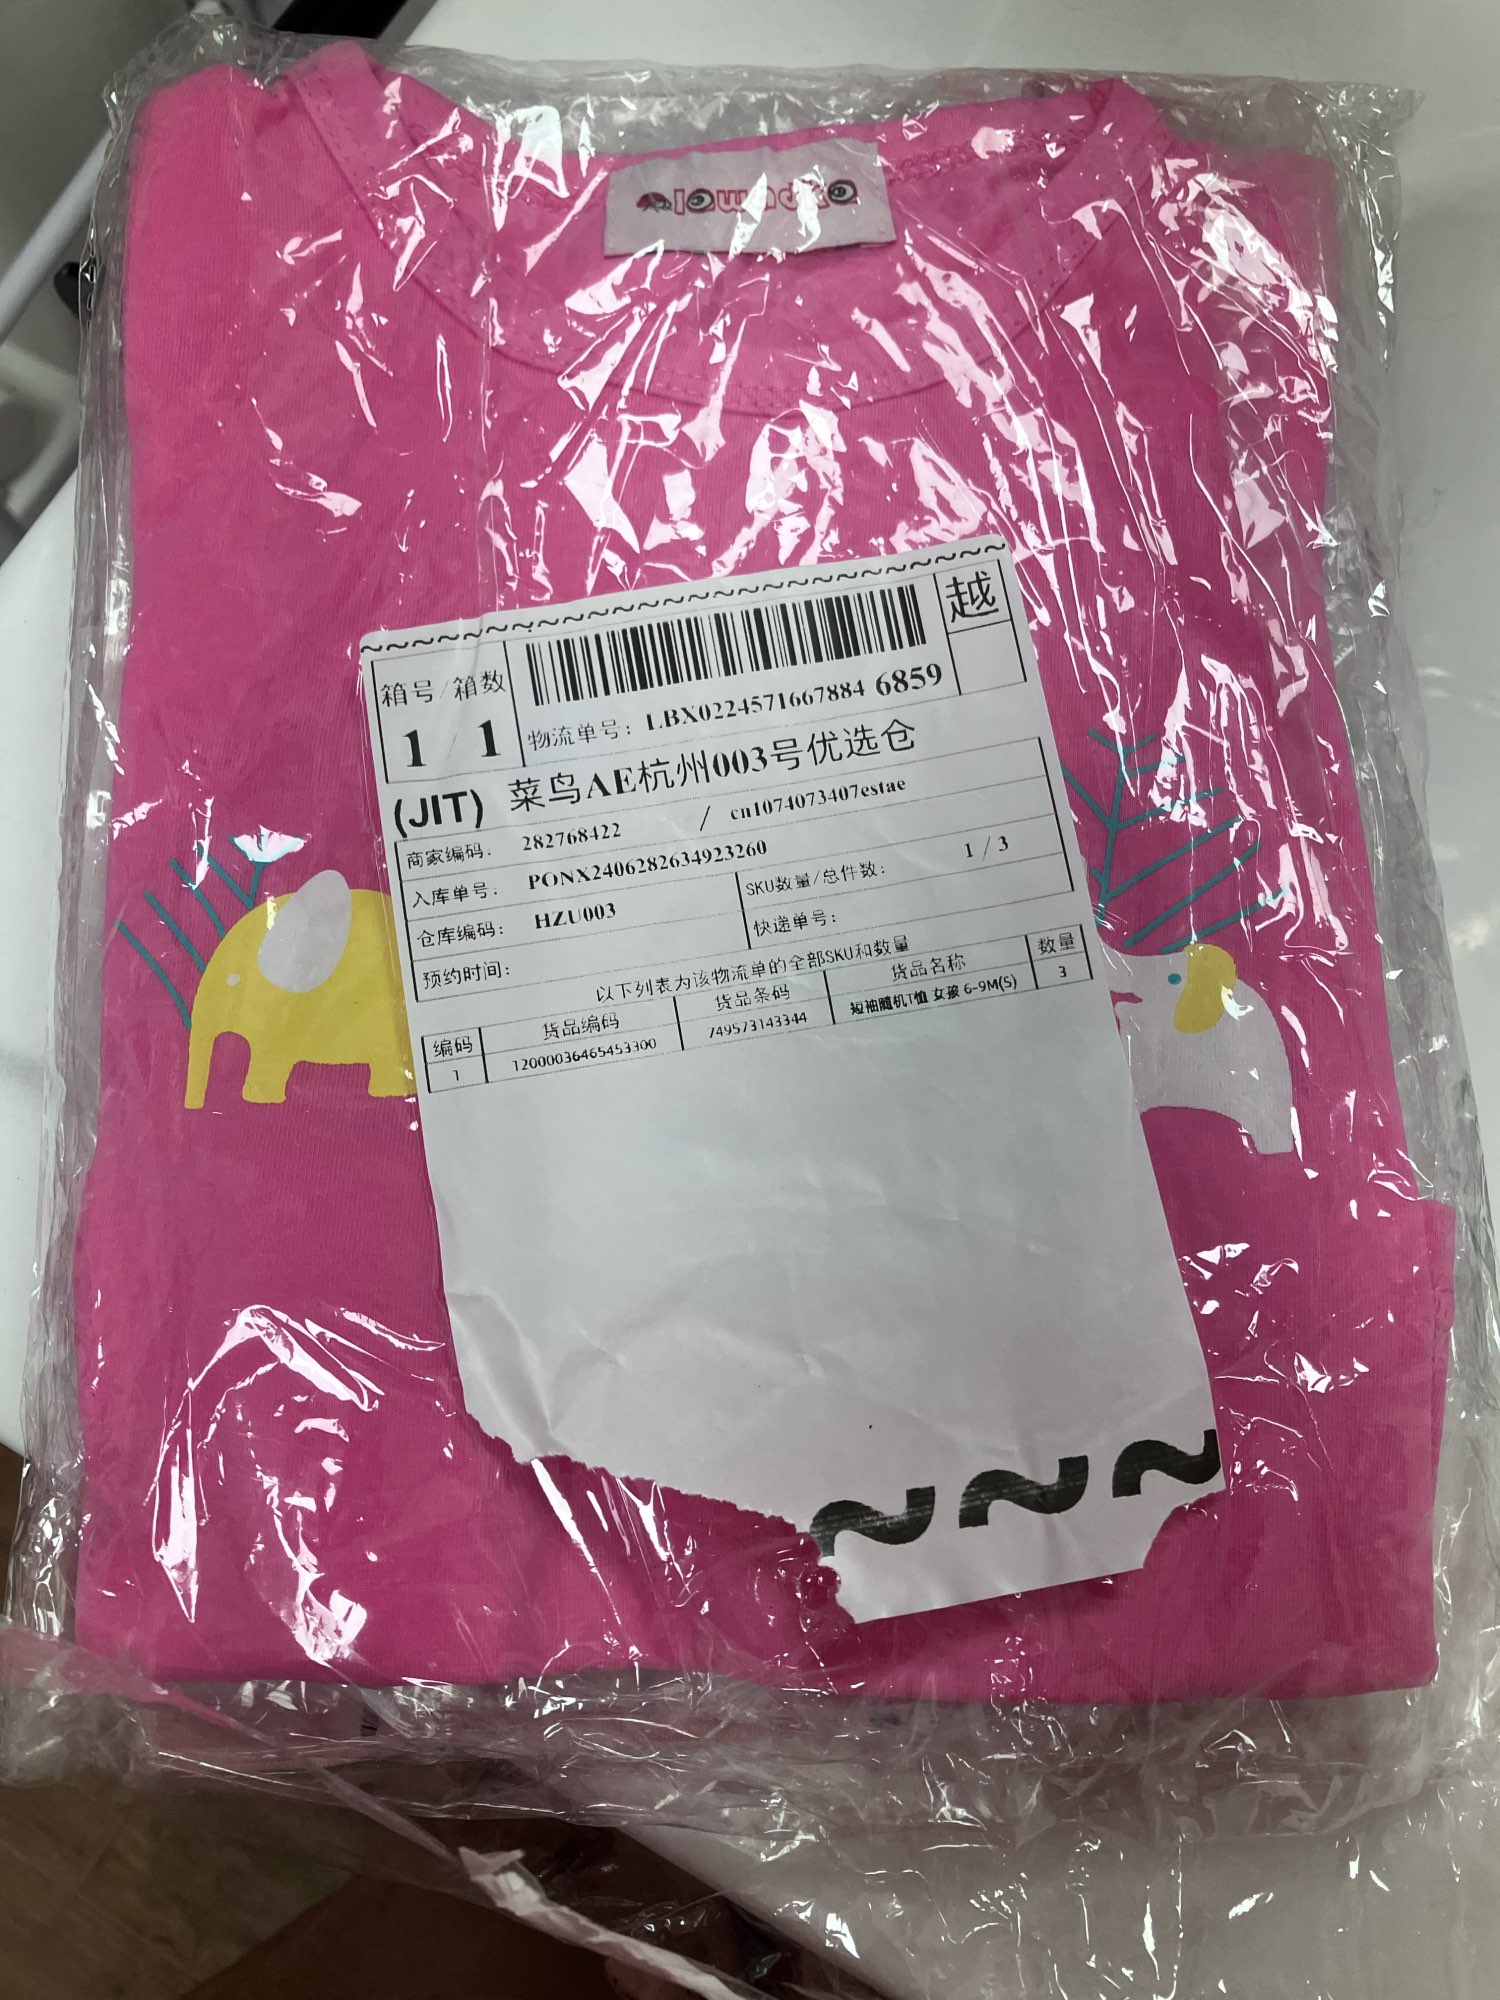 lawadka
越
箱号/箱数
1 / 1
物流单号: LBX0224571667884 6859
(JIT) 菜鸟AE杭州003号优选仓
商家编码: 282768422 / cn1074073407estae
入库单号: PONX2406282634923260
仓库编码: HZU003
SKU数量/总件数: 1 / 3
预约时间:
快递单号:
以下列表为该物流单的全部SKU和数量
编码 货品编码 货品条码 货品名称 数量
1 12000036465453300 749573143344 短袖随机T恤 女孩 6-9M(S) 3